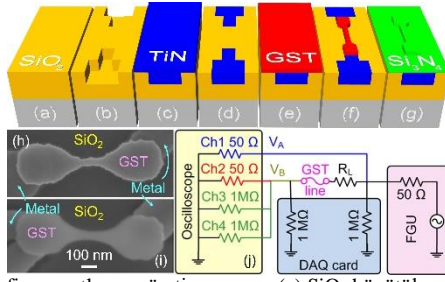 SiO2
TiN
GST
Si3N4
(a) (b) (c) (d) (e) (f) (g)
(h) SiO2
GST
Metal
SiO2
GST
100 nm (i)
Oscilloscope
Ch1 50 Ω VA
Ch2 50 Ω VB
Ch3 1MΩ
Ch4 1MΩ
(j)
GST line
RL
50 Ω
1 MΩ
1 MΩ
DAQ card
FGU